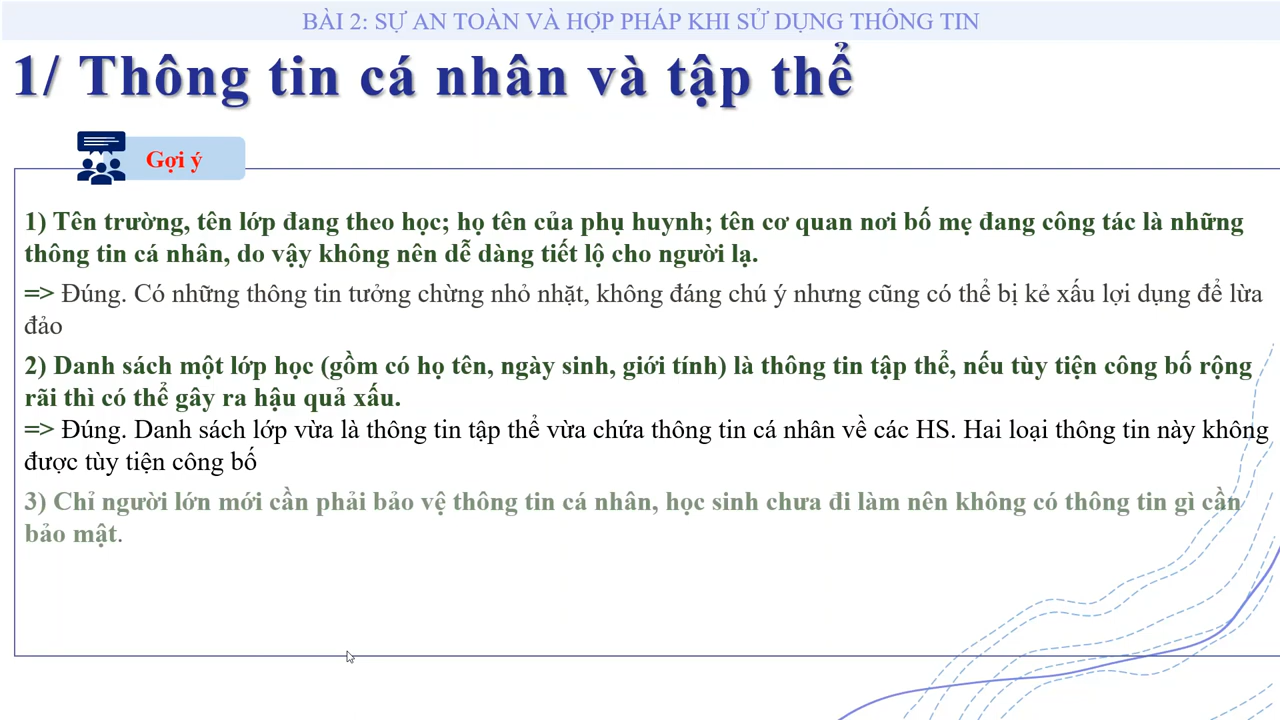 BÀI 2: SỰ AN TOÀN VÀ HỢP PHÁP KHI SỬ DỤNG THÔNG TIN
1/ Thông tin cá nhân và tập thể
Gợi ý
1) Tên trường, tên lớp đang theo học; họ tên của phụ huynh; tên cơ quan nơi bố mẹ đang công tác là những
thông tin cá nhân, do vậy không nên dễ dàng tiết lộ cho người lạ.
=> Đúng. Có những thông tin tưởng chừng nhỏ nhặt, không đáng chú ý nhưng cũng có thể bị kẻ xấu lợi dụng để lừa
đảo
2) Danh sách một lớp học (gồm có họ tên, ngày sinh, giới tính) là thông tin tập thể, nếu tùy tiện công bố rộng
rãi thì có thể gây ra hậu quả xấu.
=> Đúng. Danh sách lớp vừa là thông tin tập thể vừa chứa thông tin cá nhân về các HS. Hai loại thông tin này không
được tùy tiện công bố
3) Chỉ người lớn mới cần phải bảo vệ thông tin cá nhân, học sinh chưa đi làm nên không có thông tin gì cần
bảo mật.